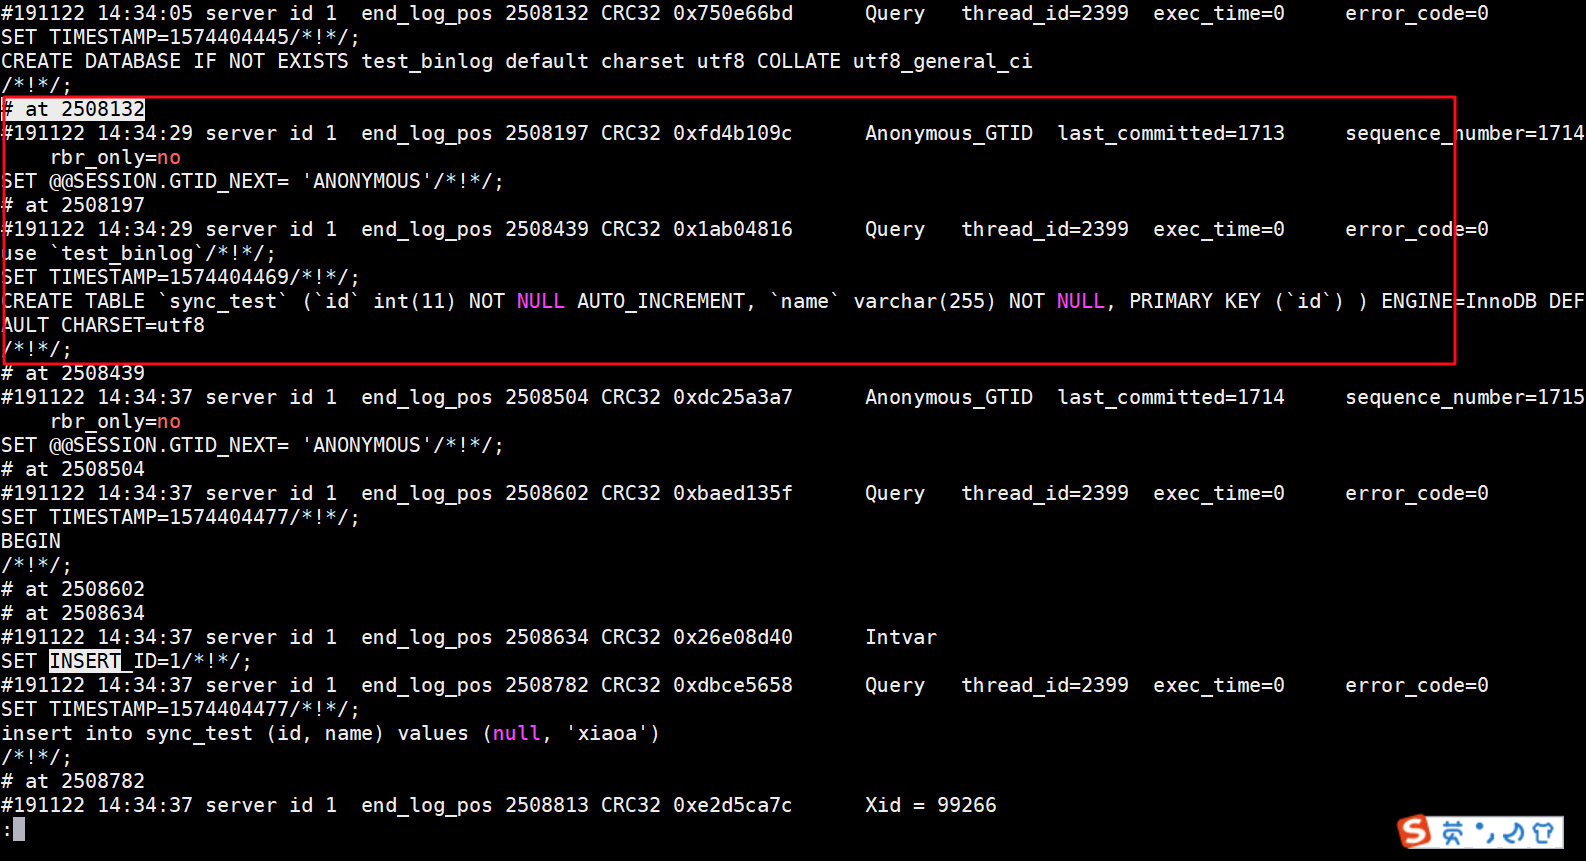 #191122 14:34:05 server id 1  end_log_pos 2508132 CRC32 0x750e66bd      Query   thread_id=2399  exec_time=0     error_code=0
SET TIMESTAMP=1574404445/*!*/;
CREATE DATABASE IF NOT EXISTS test_binlog default charset utf8 COLLATE utf8_general_ci
/*!*/;
# at 2508132
#191122 14:34:29 server id 1  end_log_pos 2508197 CRC32 0xfd4b109c      Anonymous_GTID  last_committed=1713     sequence_number=1714
    rbr_only=no
SET @@SESSION.GTID_NEXT= 'ANONYMOUS'/*!*/;
# at 2508197
#191122 14:34:29 server id 1  end_log_pos 2508439 CRC32 0x1ab04816      Query   thread_id=2399  exec_time=0     error_code=0
use `test_binlog`/*!*/;
SET TIMESTAMP=1574404469/*!*/;
CREATE TABLE `sync_test` (`id` int(11) NOT NULL AUTO_INCREMENT, `name` varchar(255) NOT NULL, PRIMARY KEY (`id`) ) ENGINE=InnoDB DEF
AULT CHARSET=utf8
/*!*/;
# at 2508439
#191122 14:34:37 server id 1  end_log_pos 2508504 CRC32 0xdc25a3a7      Anonymous_GTID  last_committed=1714     sequence_number=1715
    rbr_only=no
SET @@SESSION.GTID_NEXT= 'ANONYMOUS'/*!*/;
# at 2508504
#191122 14:34:37 server id 1  end_log_pos 2508602 CRC32 0xbaed135f      Query   thread_id=2399  exec_time=0     error_code=0
SET TIMESTAMP=1574404477/*!*/;
BEGIN
/*!*/;
# at 2508602
# at 2508634
#191122 14:34:37 server id 1  end_log_pos 2508634 CRC32 0x26e08d40      Intvar
SET INSERT_ID=1/*!*/;
#191122 14:34:37 server id 1  end_log_pos 2508782 CRC32 0xdbce5658      Query   thread_id=2399  exec_time=0     error_code=0
SET TIMESTAMP=1574404477/*!*/;
insert into sync_test (id, name) values (null, 'xiaoa')
/*!*/;
# at 2508782
#191122 14:34:37 server id 1  end_log_pos 2508813 CRC32 0xe2d5ca7c      Xid = 99266
:
S 英